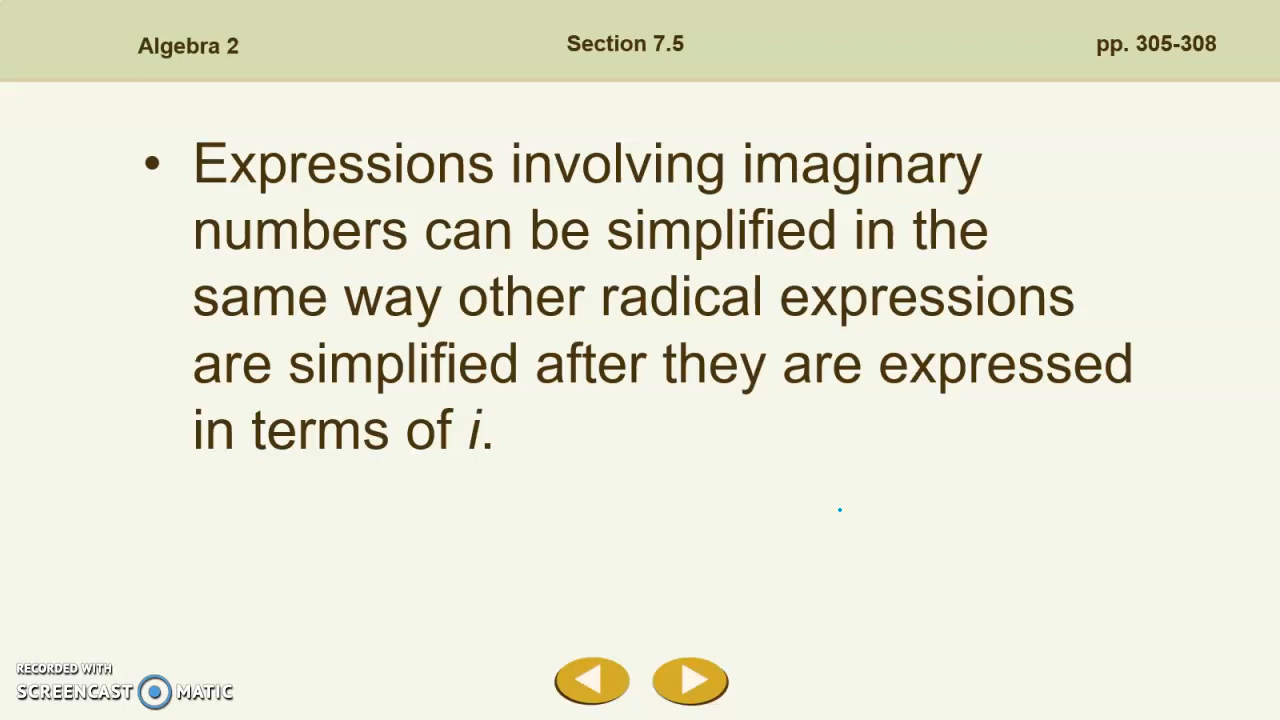 Algebra 2
Section 7.5
pp. 305-308
• Expressions involving imaginary
numbers can be simplified in the
same way other radical expressions
are simplified after they are expressed
in terms of i.
RECORDED WITH
SCREENCAST MATIC